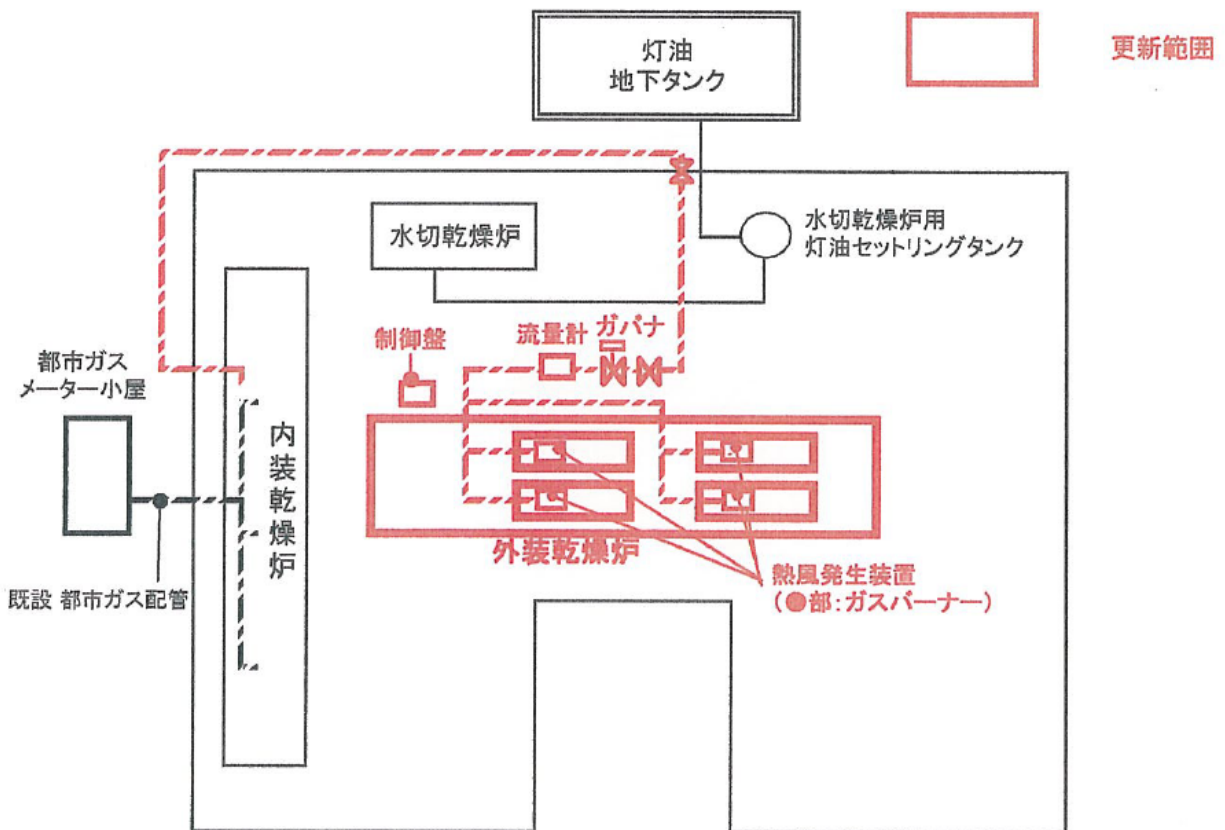 灯油
地下タンク
更新範囲
水切乾燥炉
水切乾燥炉用
灯油セットリングタンク
制御盤
流量計
ガバナ
都市ガス
メーター小屋
内装乾燥炉
外装乾燥炉
既設 都市ガス配管
熱風発生装置
(●部:ガスバーナー)